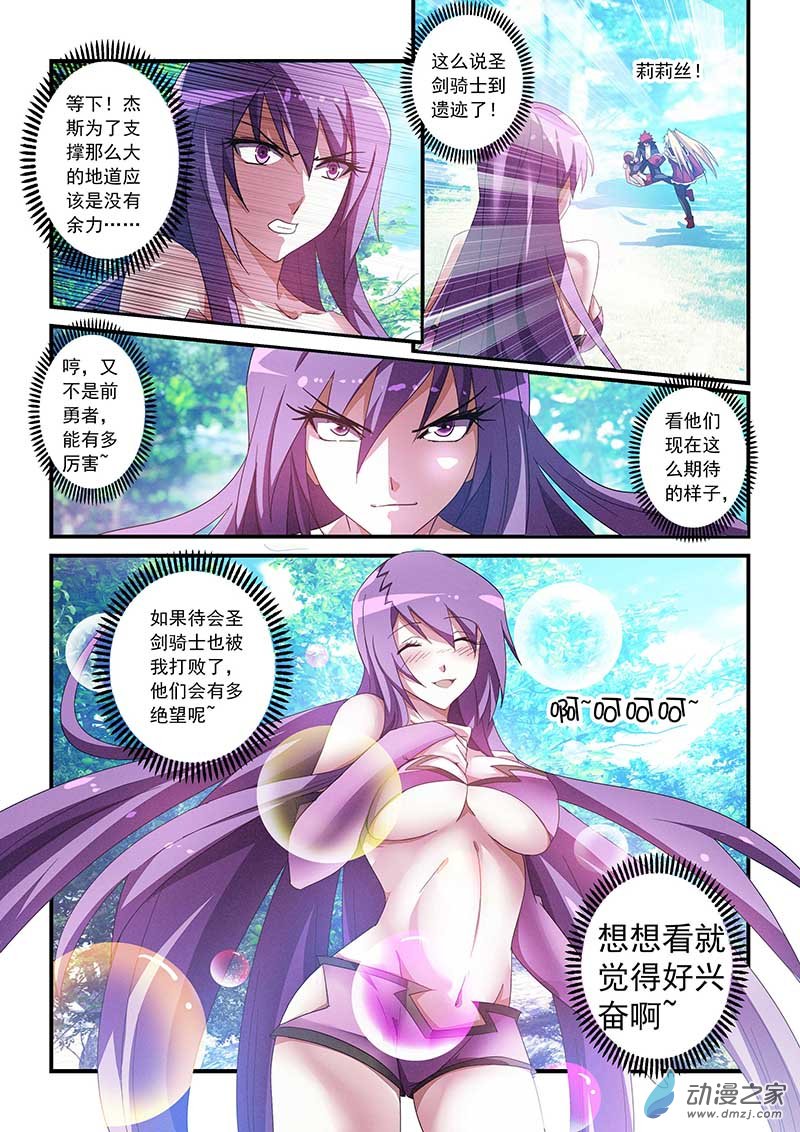 等下！杰
斯为了支
撑那么大
的地道应
该是没有
余力……
这么说圣
剑骑士到
遗迹了！
莉莉丝！
哼，又
不是前
勇者，
能有多
厉害~
看他们
现在这
么期待
的样子，
如果待会圣
剑骑士也被
我打败了，
他们会有多
绝望呢~
啊~呵呵呵~
想想看就
觉得好兴
奋啊~
动漫之家
www.dmzj.com